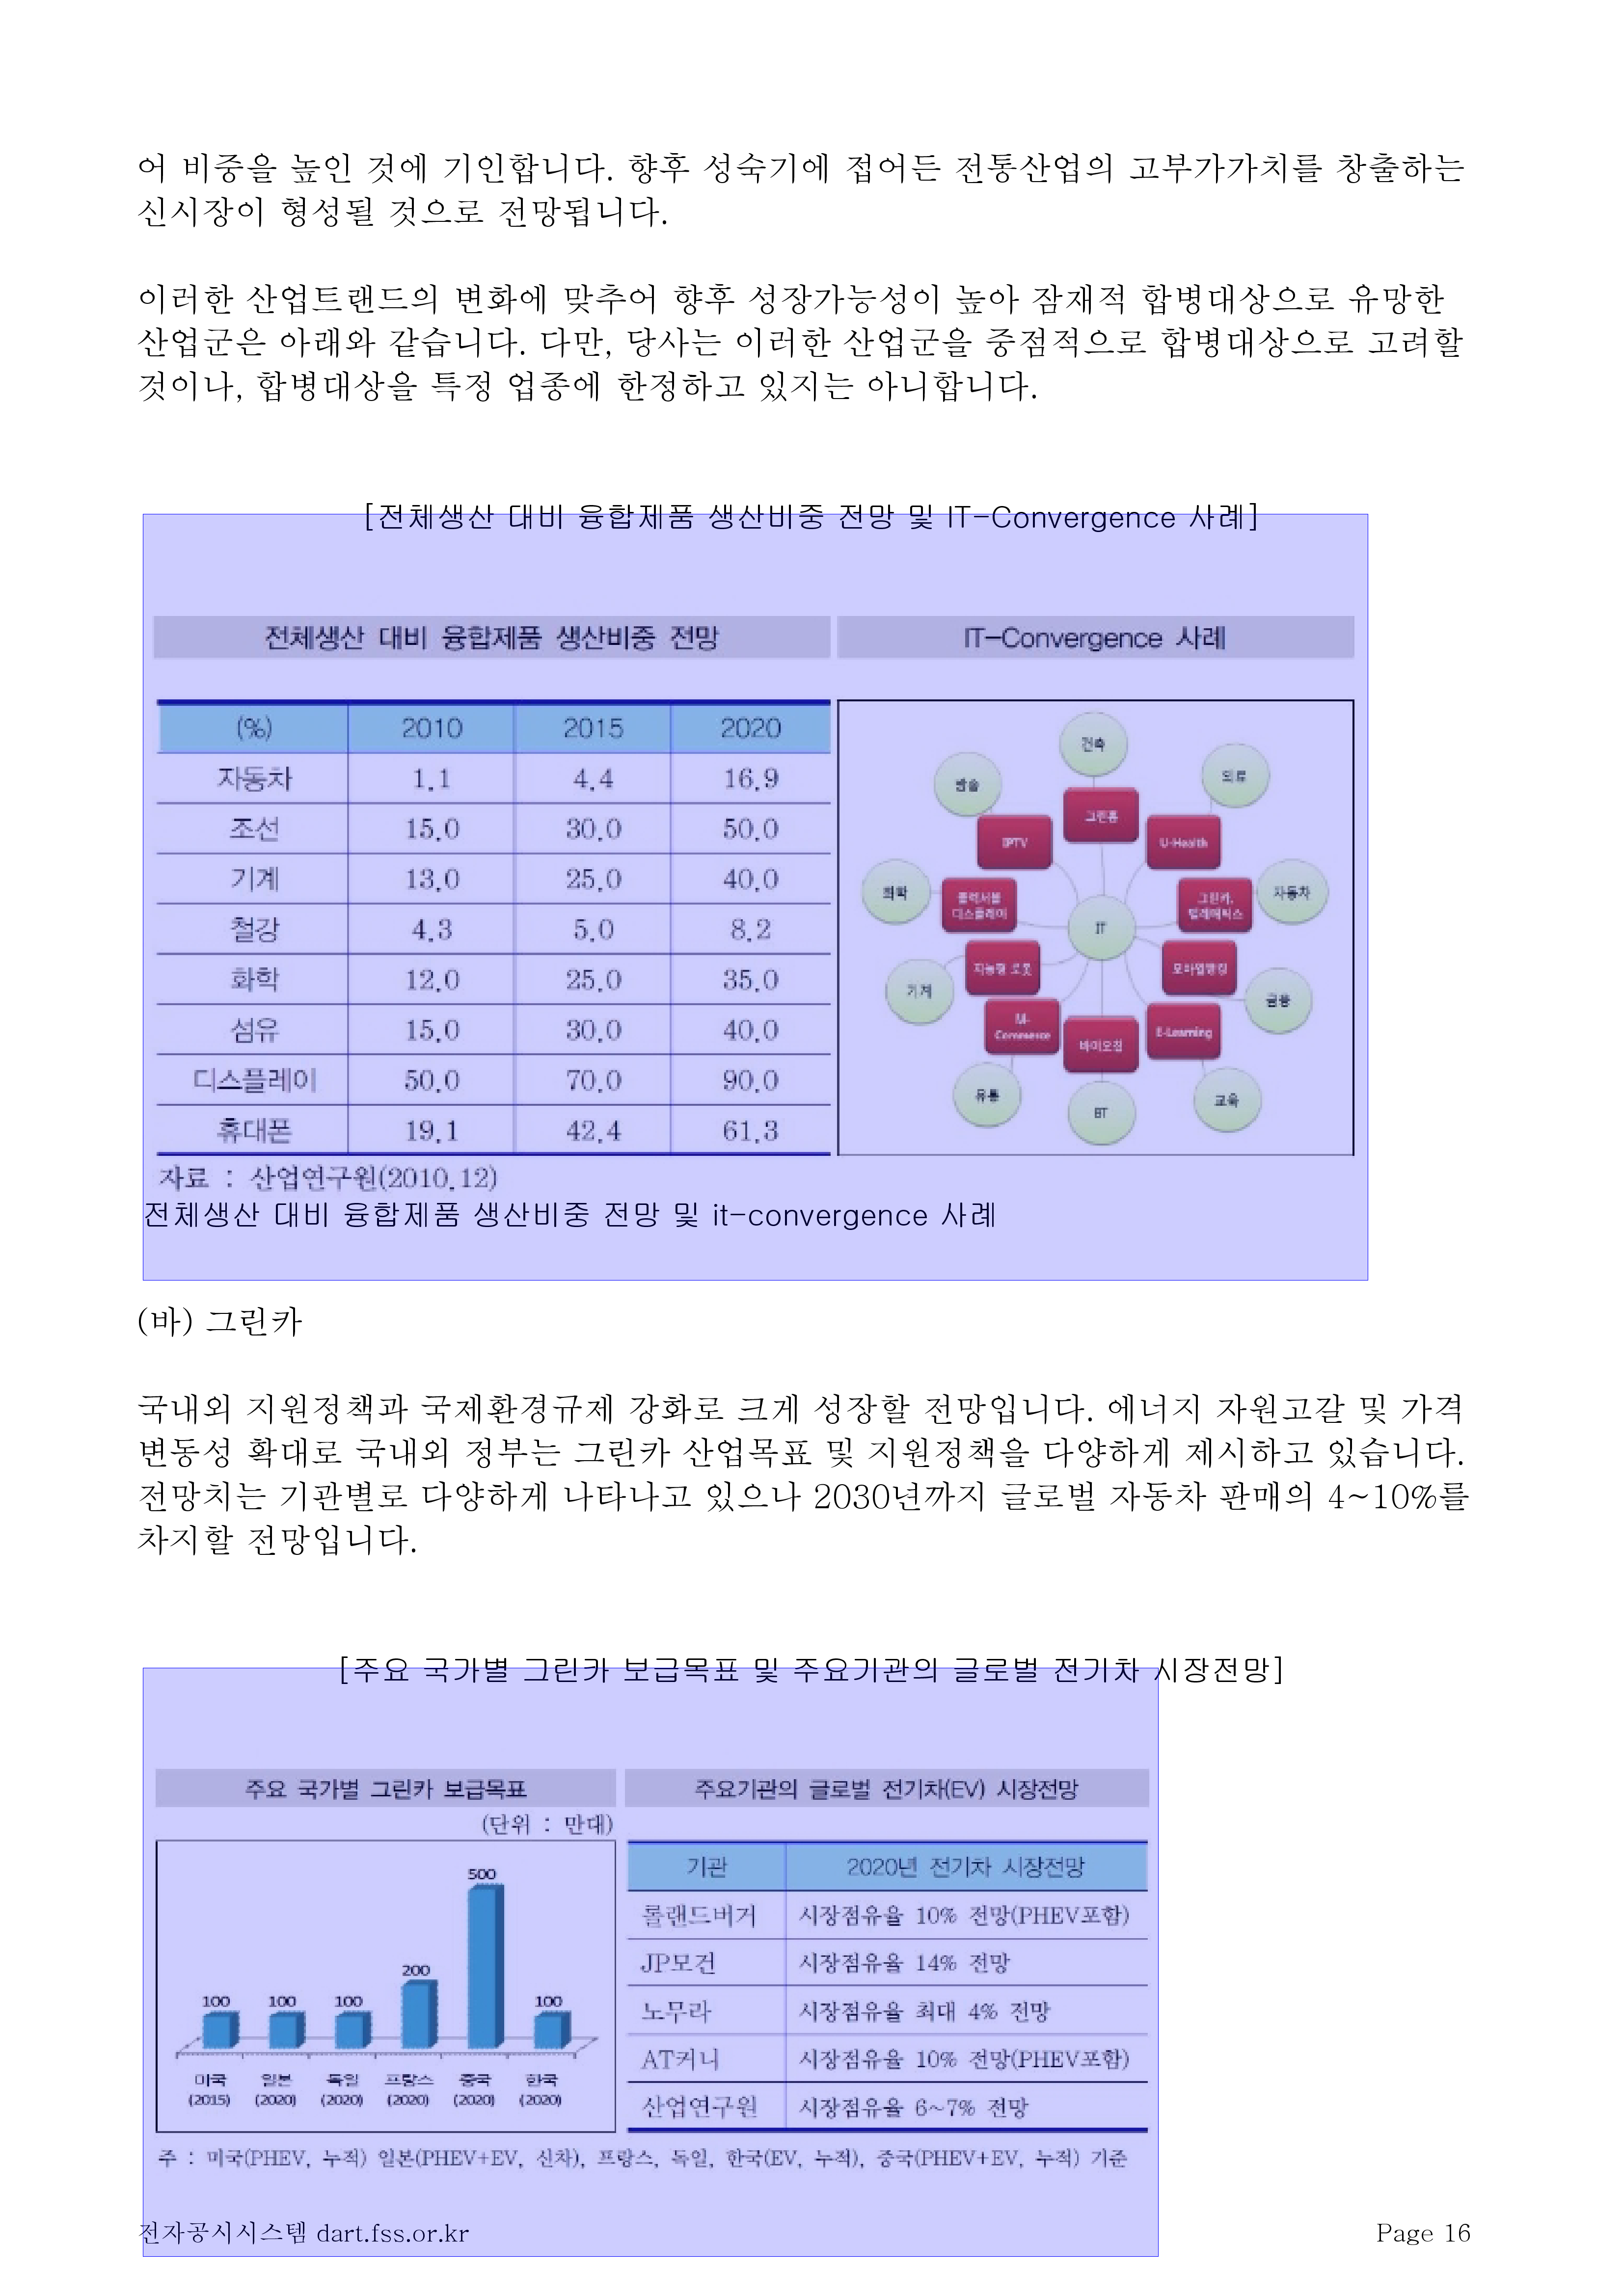 어 비중을 높인 것에 기인합니다. 향후 성숙기에 접어든 전통산업의 고부가가치를 창출하는
신시장이 형성될 것으로 전망됩니다.
이러한 산업트랜드의 변화에 맞추어 향후 성장가능성이 높아 잠재적 합병대상으로 유망한
산업군은 아래와 같습니다. 다만, 당사는 이러한 산업군을 중점적으로 합병대상으로 고려할
것이나, 합병대상을 특정 업종에 한정하고 있지는 아니합니다.
[전체생산 대비 융합제품 생산비중 전망 및 IT-Convergence 사례]
전체생산 대비 융합제품 생산비중 전망
(%) 2010 2015 2020
자동차 1.1 4.4 16.9
조선 15.0 30.0 50.0
기계 13.0 25.0 40.0
철강 4.3 5.0 8.2
화학 12.0 25.0 35.0
섬유 15.0 30.0 40.0
디스플레이 50.0 70.0 90.0
휴대폰 19.1 42.4 61.3
자료 : 산업연구원(2010.12)
IT-Convergence 사례
건축
방송
의료
그린홈
IPTV
U-Health
화학
플럭서블
디스플레이
그린카,
텔레매틱스
자동차
IT
지능형 로봇
모바일뱅킹
기계
금융
M-
Commerce
바이오칩
E-Learning
유통
BT
교육
전체생산 대비 융합제품 생산비중 전망 및 it-convergence 사례
(바) 그린카
국내외 지원정책과 국제환경규제 강화로 크게 성장할 전망입니다. 에너지 자원고갈 및 가격
변동성 확대로 국내외 정부는 그린카 산업목표 및 지원정책을 다양하게 제시하고 있습니다.
전망치는 기관별로 다양하게 나타나고 있으나 2030년까지 글로벌 자동차 판매의 4~10%를
차지할 전망입니다.
[주요 국가별 그린카 보급목표 및 주요기관의 글로벌 전기차 시장전망]
주요 국가별 그린카 보급목표
(단위 : 만대)
500
200
100 100 100 100
미국 일본 독일 프랑스 중국 한국
(2015) (2020) (2020) (2020) (2020) (2020)
주요기관의 글로벌 전기차(EV) 시장전망
기관 2020년 전기차 시장전망
롤랜드버거 시장점유율 10% 전망(PHEV포함)
JP모건 시장점유율 14% 전망
노무라 시장점유율 최대 4% 전망
AT커니 시장점유율 10% 전망(PHEV포함)
산업연구원 시장점유율 6~7% 전망
주 : 미국(PHEV, 누적) 일본(PHEV+EV, 신차), 프랑스, 독일, 한국(EV, 누적), 중국(PHEV+EV, 누적) 기준
전자공시시스템 dart.fss.or.kr Page 16